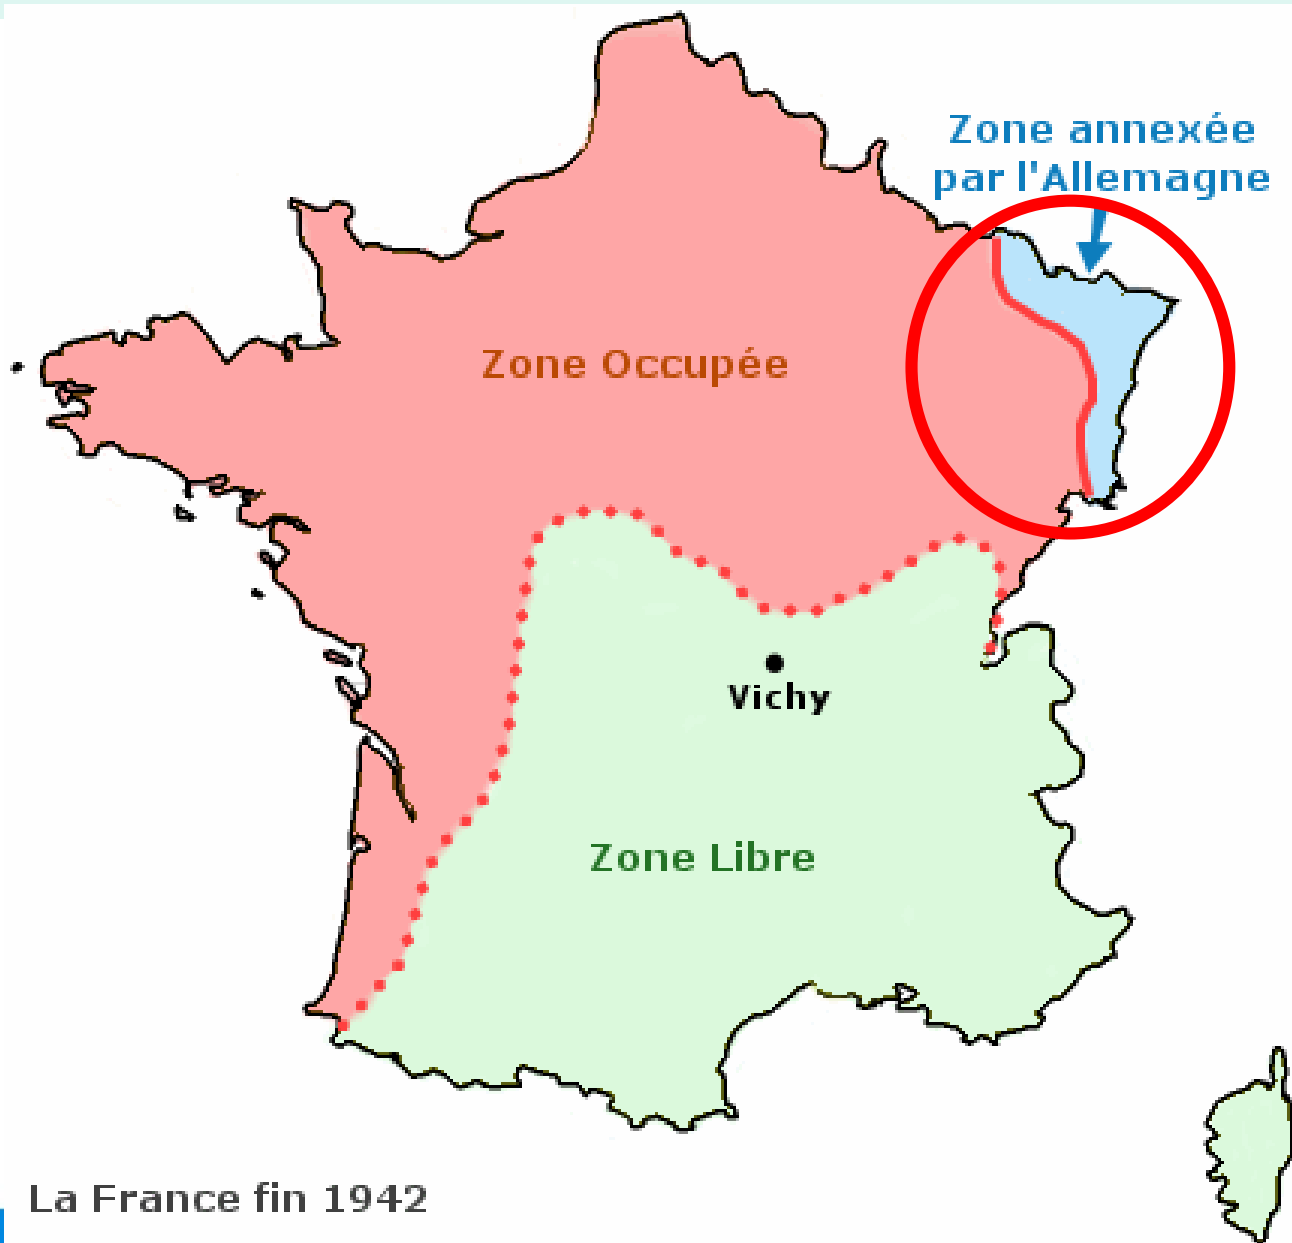 Zone annexée
par l'Allemagne
Zone Occupée
Vichy
Zone Libre
La France fin 1942